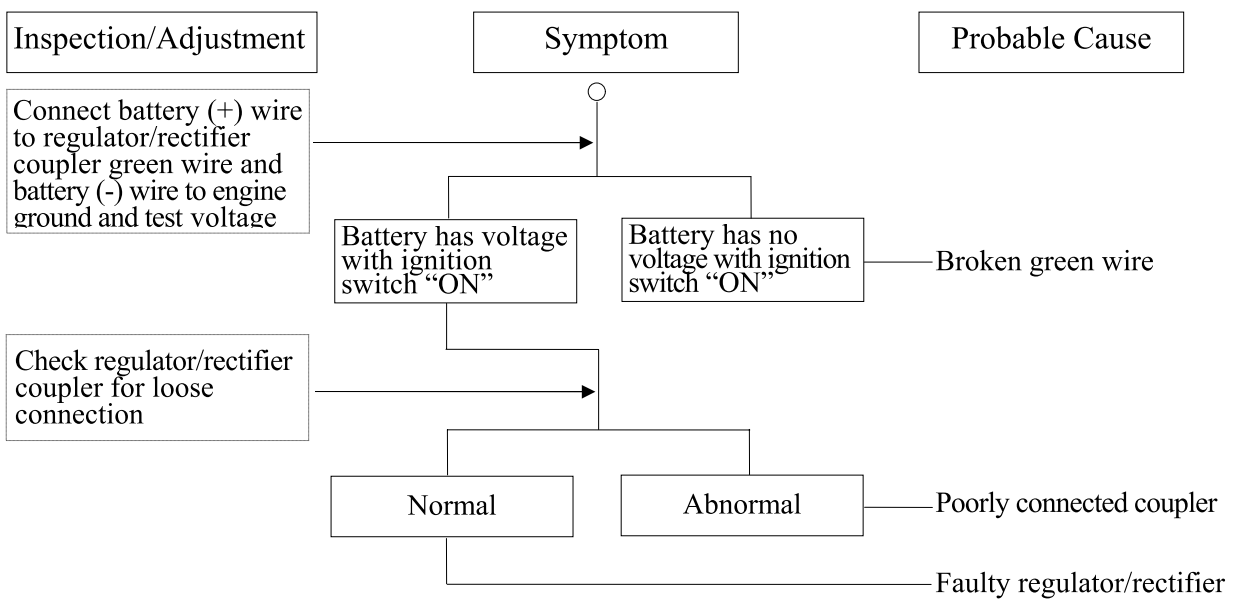 Inspection/Adjustment
Symptom
Probable Cause
Connect battery (+) wire
to regulator/rectifier
coupler green wire and
battery (-) wire to engine
ground and test voltage
Battery has voltage
with ignition
switch “ON”
Battery has no
voltage with ignition
switch “ON”
Broken green wire
Check regulator/rectifier
coupler for loose
connection
Normal
Abnormal
Poorly connected coupler
Faulty regulator/rectifier